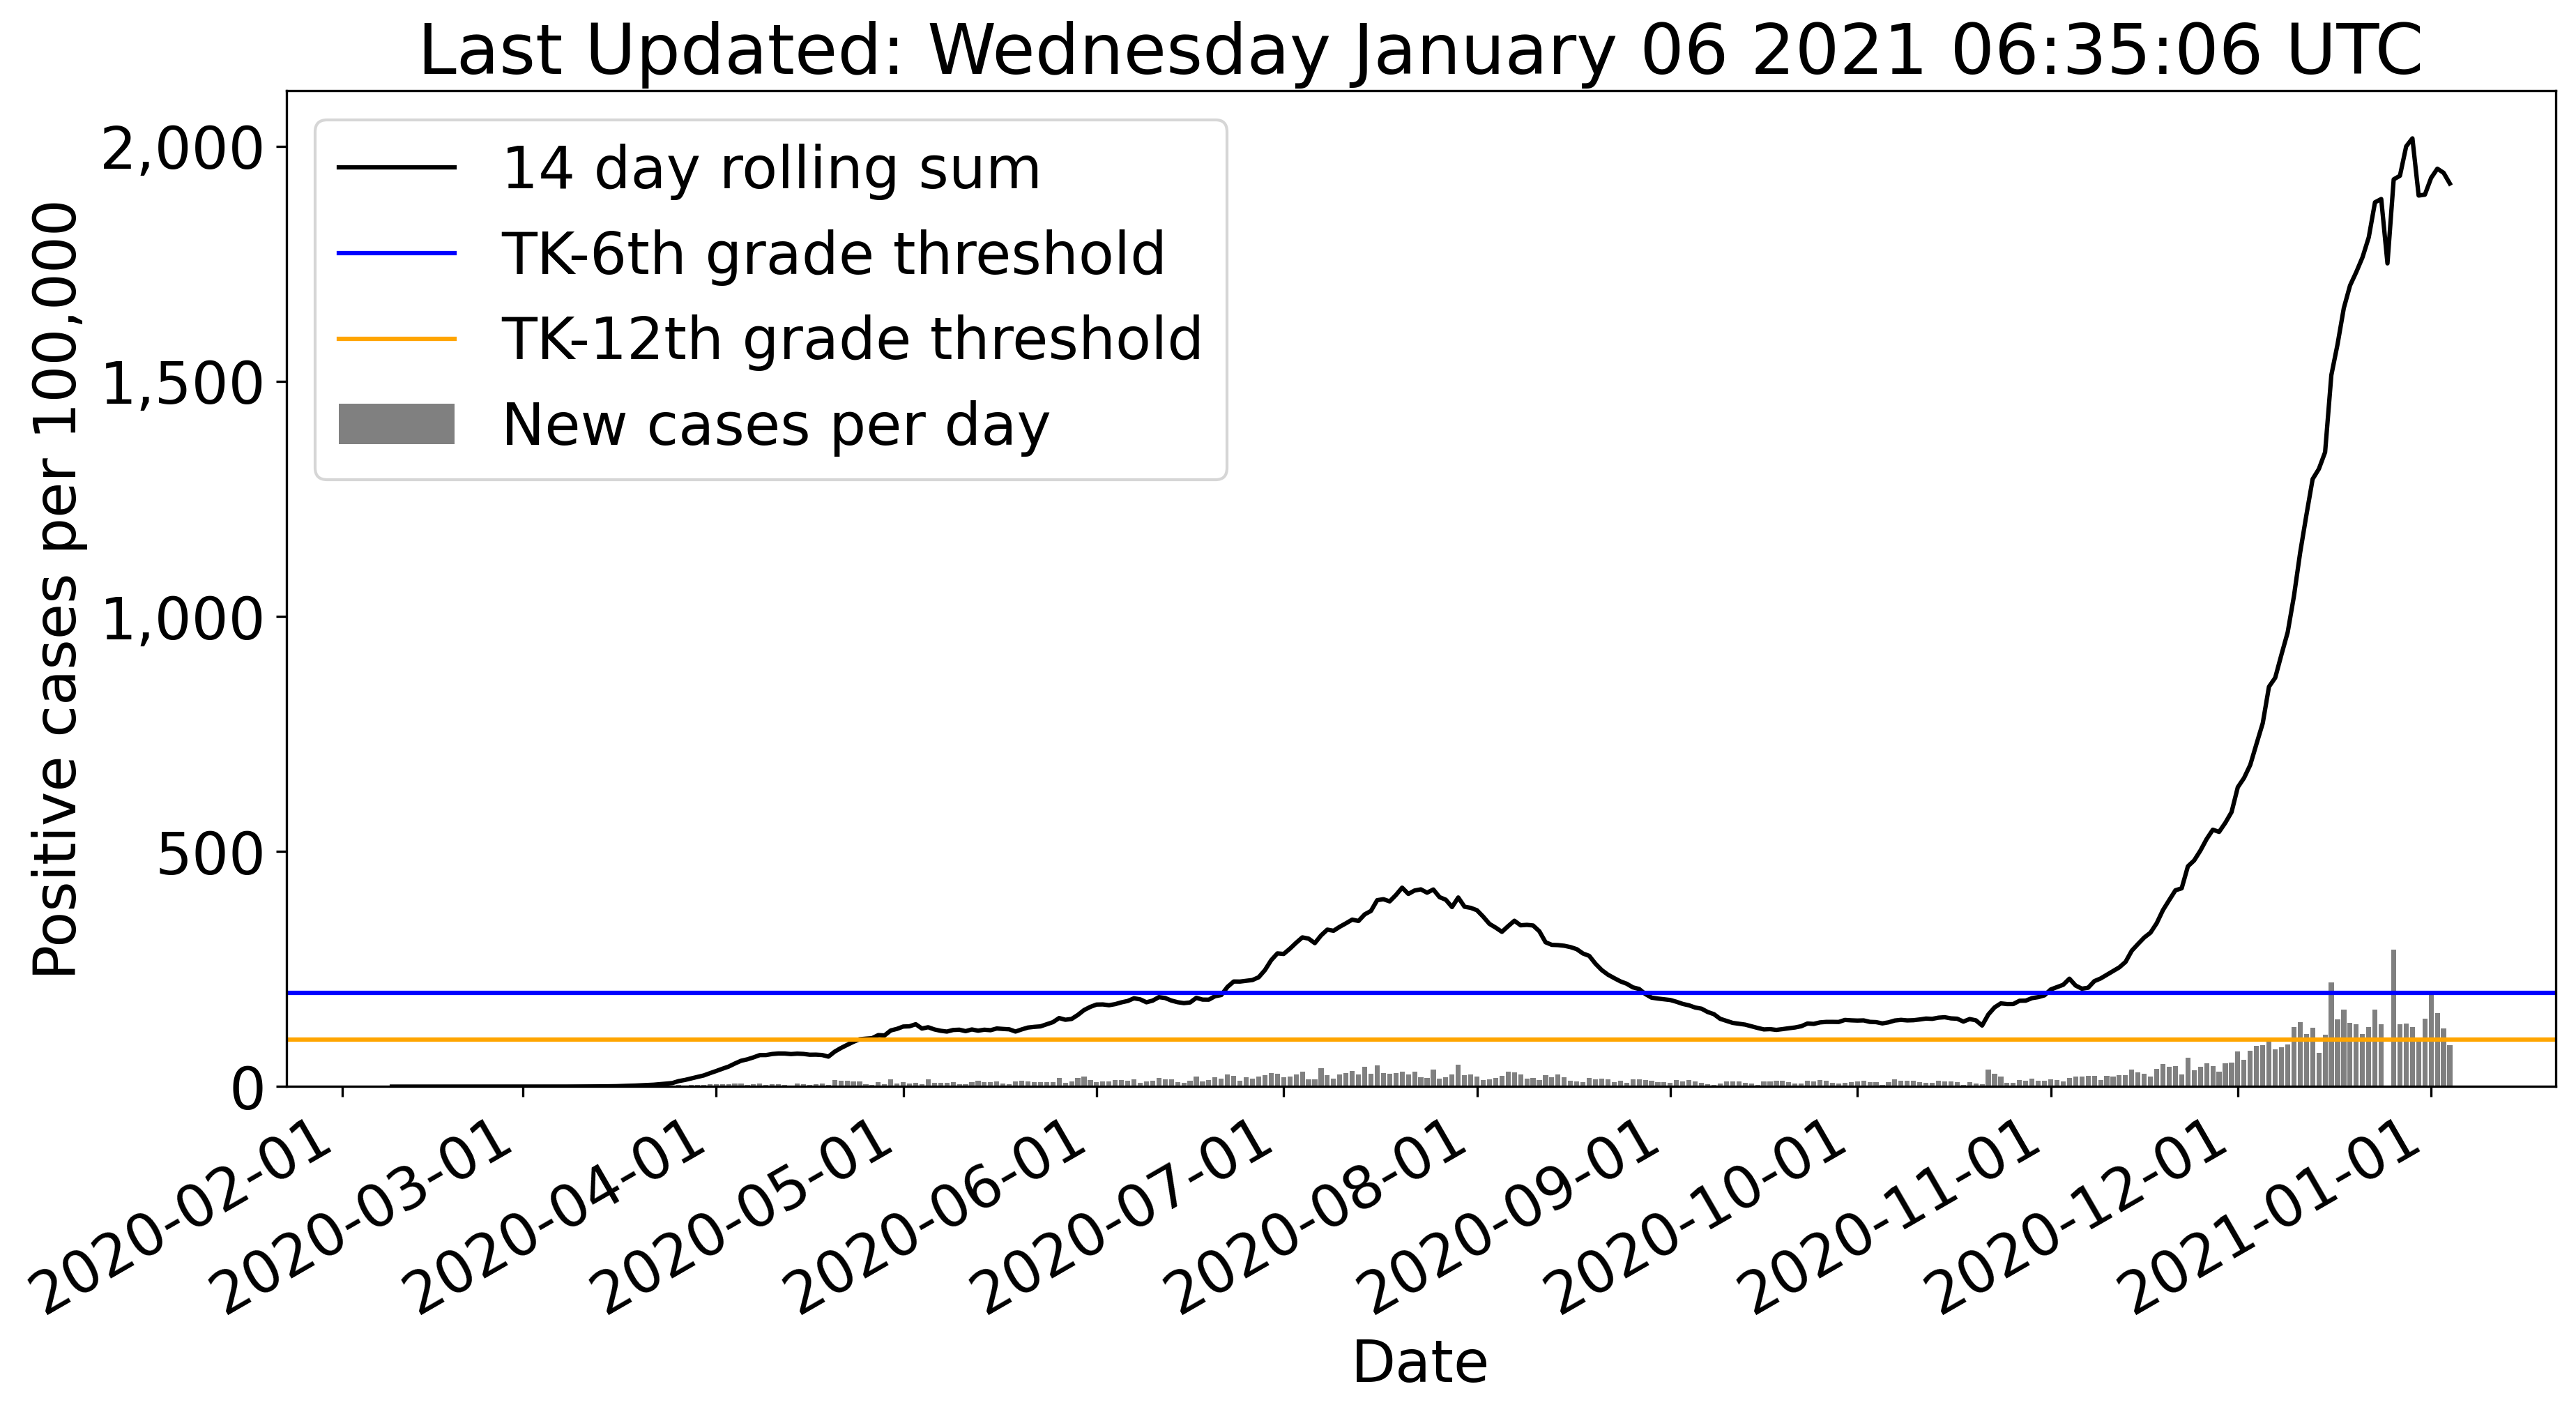 Last Updated: Wednesday January 06 2021 06:35:06 UTC
14 day rolling sum
TK-6th grade threshold
TK-12th grade threshold
New cases per day
Positive cases per 100,000
2,000
1,500
1,000
500
0
2020-02-01
2020-03-01
2020-04-01
2020-05-01
2020-06-01
2020-07-01
2020-08-01
2020-09-01
2020-10-01
2020-11-01
2020-12-01
2021-01-01
Date